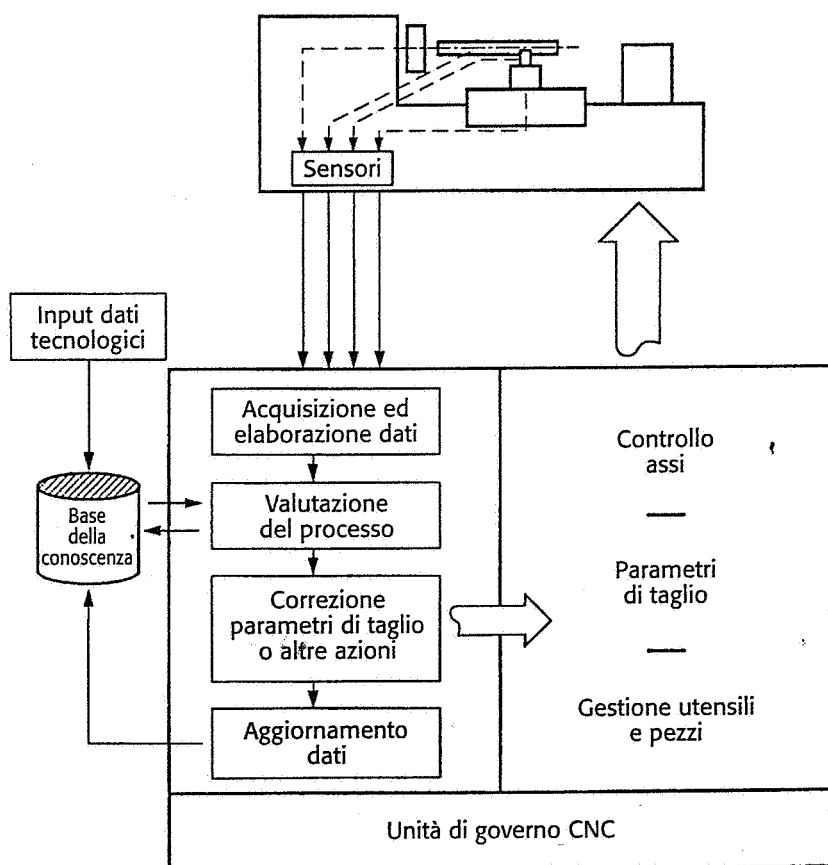 Sensori
Input dati
tecnologici
Acquisizione ed
elaborazione dati
Controllo
assi
Base
della
conoscenza
Valutazione
del processo
Parametri
di taglio
Correzione
parametri di taglio
o altre azioni
Gestione utensili
e pezzi
Aggiornamento
dati
Unità di governo CNC